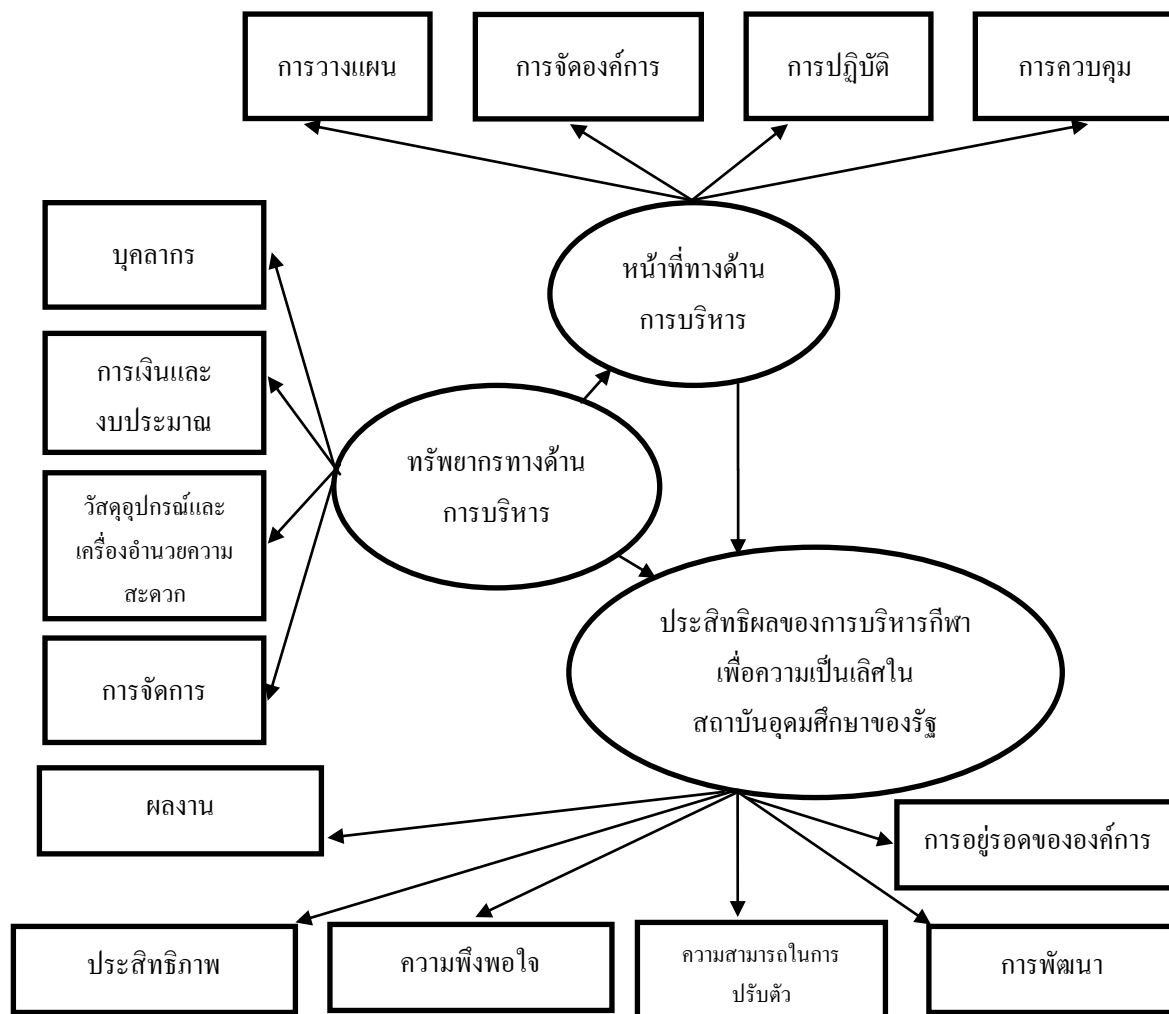 การวางแผน
การจัดองค์การ
การปฏิบัติ
การควบคุม
บุคลากร
หน้าที่ทางด้าน
การบริหาร
การเงินและ
งบประมาณ
ทรัพยากรทางด้าน
การบริหาร
วัสดุอุปกรณ์และ
เครื่องอำนวยความ
สะดวก
การจัดการ
ประสิทธิผลของการบริหารกีฬา
เพื่อความเป็นเลิศใน
สถาบันอุดมศึกษาของรัฐ
ผลงาน
การอยู่รอดขององค์การ
ประสิทธิภาพ
ความพึงพอใจ
ความสามารถในการ
ปรับตัว
การพัฒนา